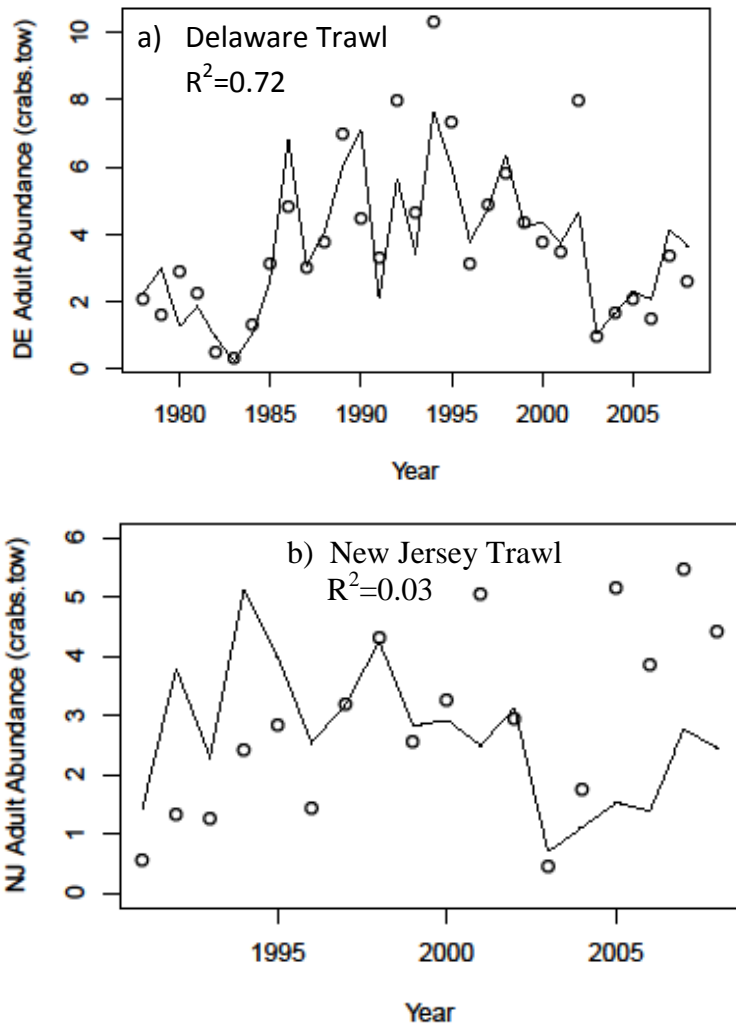 a) Delaware Trawl
R²=0.72
DE Adult Abundance (crabs.tow)
10
8
6
4
2
0
1980 1985 1990 1995 2000 2005
Year
b) New Jersey Trawl
R²=0.03
NJ Adult Abundance (crabs.tow)
6
5
4
3
2
1
0
1995 2000 2005
Year